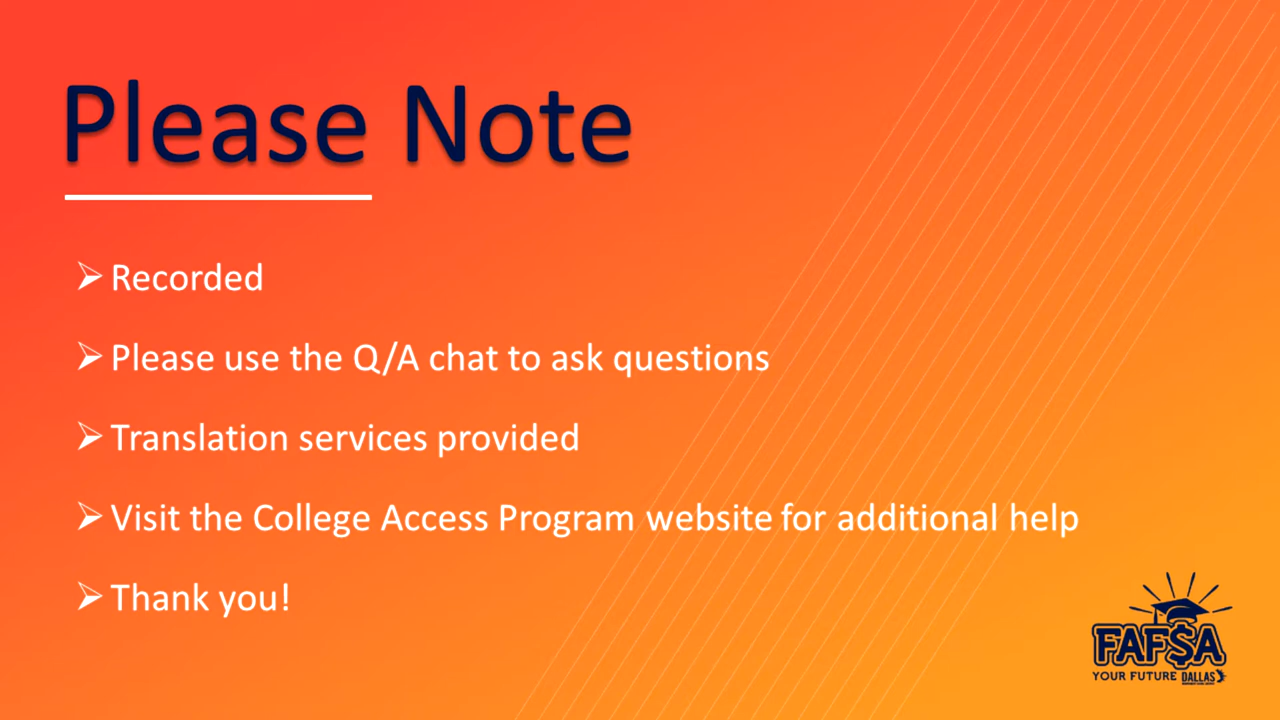 Please Note
➢ Recorded
➢ Please use the Q/A chat to ask questions
➢ Translation services provided
➢ Visit the College Access Program website for additional help
➢ Thank you!
FAF$A
YOUR FUTURE DALLAS